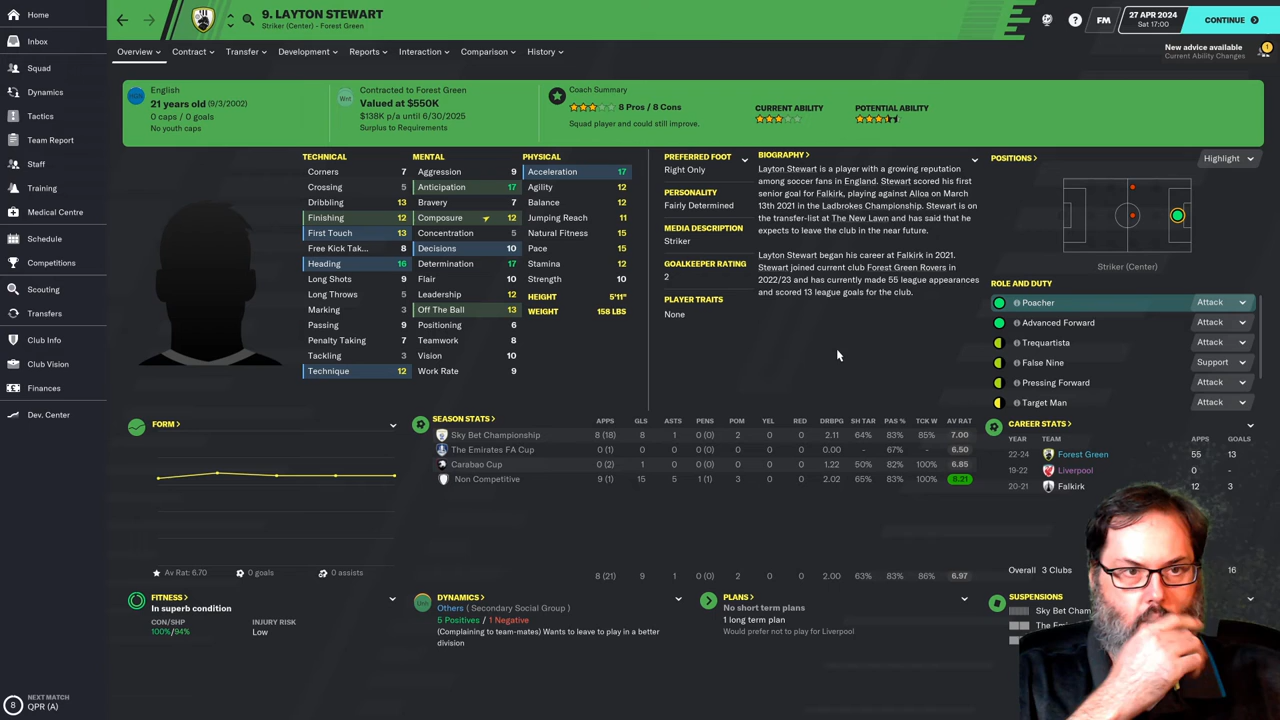 Home
Inbox
Squad
Dynamics
Tactics
Team Report
Staff
Training
Medical Centre
Schedule
Competitions
Scouting
Transfers
Club Info
Club Vision
Finances
Dev. Center
8
NEXT MATCH
QPR (A)
9. LAYTON STEWART
Striker (Center) - Forest Green
FM
27 APR 2024
Sat 17:00
CONTINUE
Overview
Contract
Transfer
Development
Reports
Interaction
Comparison
History
New advice available
Current Ability Changes
English
21 years old (9/3/2002)
0 caps / 0 goals
No youth caps
Wnt
Contracted to Forest Green
Valued at $550K
$138K p/a until 6/30/2025
Surplus to Requirements
Coach Summary
8 Pros / 8 Cons
Squad player and could still improve.
CURRENT ABILITY
POTENTIAL ABILITY
TECHNICAL
Corners 7
Crossing 5
Dribbling 13
Finishing 12
First Touch 13
Free Kick Tak... 8
Heading 16
Long Shots 9
Long Throws 5
Marking 3
Passing 9
Penalty Taking 7
Tackling 3
Technique 12
MENTAL
Aggression 9
Anticipation 17
Bravery 7
Composure 12
Concentration 5
Decisions 10
Determination 17
Flair 10
Leadership 12
Off The Ball 13
Positioning 6
Teamwork 8
Vision 10
Work Rate 9
PHYSICAL
Acceleration 17
Agility 12
Balance 12
Jumping Reach 11
Natural Fitness 15
Pace 15
Stamina 12
Strength 10
HEIGHT 5'11"
WEIGHT 158 LBS
PREFERRED FOOT
Right Only
PERSONALITY
Fairly Determined
MEDIA DESCRIPTION
Striker
GOALKEEPER RATING
2
PLAYER TRAITS
None
BIOGRAPHY
Layton Stewart is a player with a growing reputation
among soccer fans in England. Stewart scored his first
senior goal for Falkirk, playing against Alloa on March
13th 2021 in the Ladbrokes Championship. Stewart is on
the transfer-list at The New Lawn and has said that he
expects to leave the club in the near future.
Layton Stewart began his career at Falkirk in 2021.
Stewart joined current club Forest Green Rovers in
2022/23 and has currently made 55 league appearances
and scored 13 league goals for the club.
POSITIONS
Highlight
Striker (Center)
ROLE AND DUTY
Poacher Attack
Advanced Forward Attack
Trequartista Attack
False Nine Support
Pressing Forward Attack
Target Man Attack
FORM
Av Rat: 6.70
0 goals
0 assists
SEASON STATS APPS GLS ASTS PENS POM YEL RED DRBPG SH TAR PAS % TCK W AV RAT
Sky Bet Championship 8 (18) 8 1 0 (0) 2 0 0 2.11 64% 83% 85% 7.00
The Emirates FA Cup 0 (1) 0 0 0 (0) 0 0 0 0.00 - 67% - 6.50
Carabao Cup 0 (2) 1 0 0 (0) 0 0 0 1.22 50% 82% 100% 6.85
Non Competitive 9 (1) 15 5 1 (1) 3 0 0 2.02 65% 83% 100% 8.21
8 (21) 9 1 0 (0) 2 0 0 2.00 63% 83% 86% 6.97
CAREER STATS
YEAR TEAM APPS GOALS
22-24 Forest Green 55 13
19-22 Liverpool 0 -
20-21 Falkirk 12 3
Overall 3 Clubs 16
FITNESS
In superb condition
CON/SHP
100%/94%
INJURY RISK
Low
DYNAMICS
Others ( Secondary Social Group )
5 Positives / 1 Negative
(Complaining to team-mates) Wants to leave to play in a better
division
PLANS
No short term plans
1 long term plan
Would prefer not to play for Liverpool
SUSPENSIONS
Sky Bet Cham
The Em